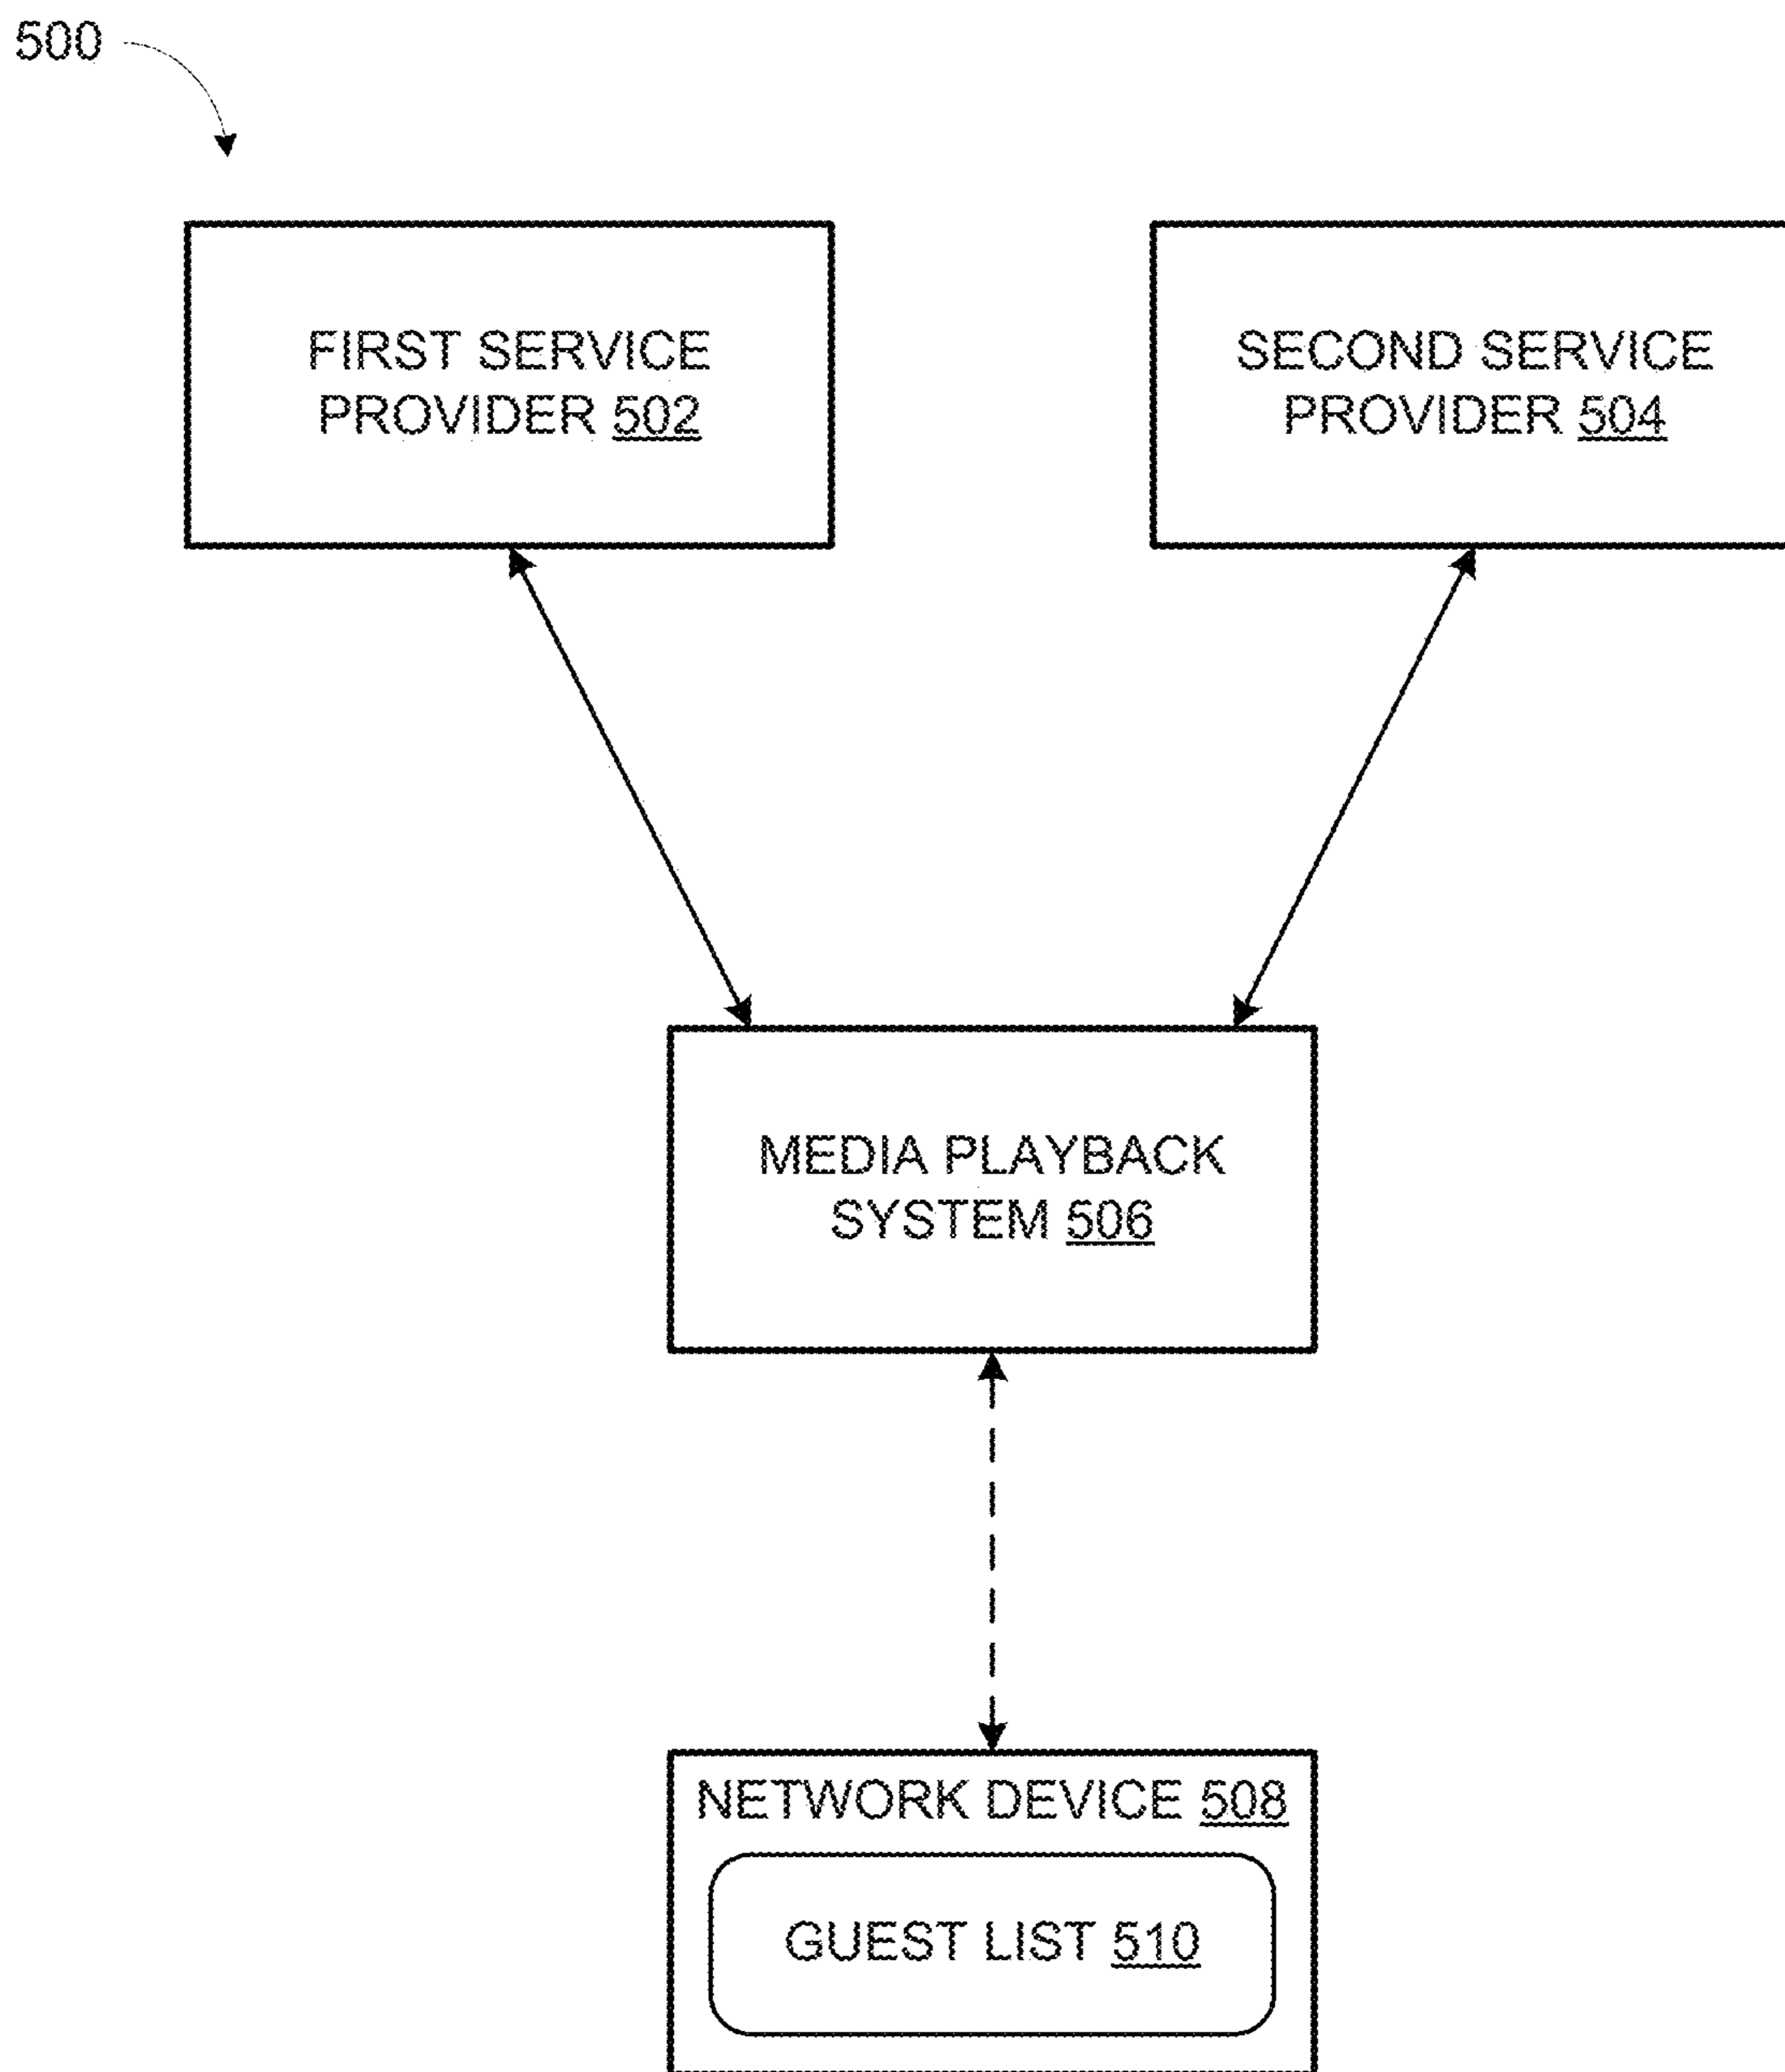 500
FIRST SERVICE
PROVIDER 502
SECOND SERVICE
PROVIDER 504
MEDIA PLAYBACK
SYSTEM 506
NETWORK DEVICE 508
GUEST LIST 510